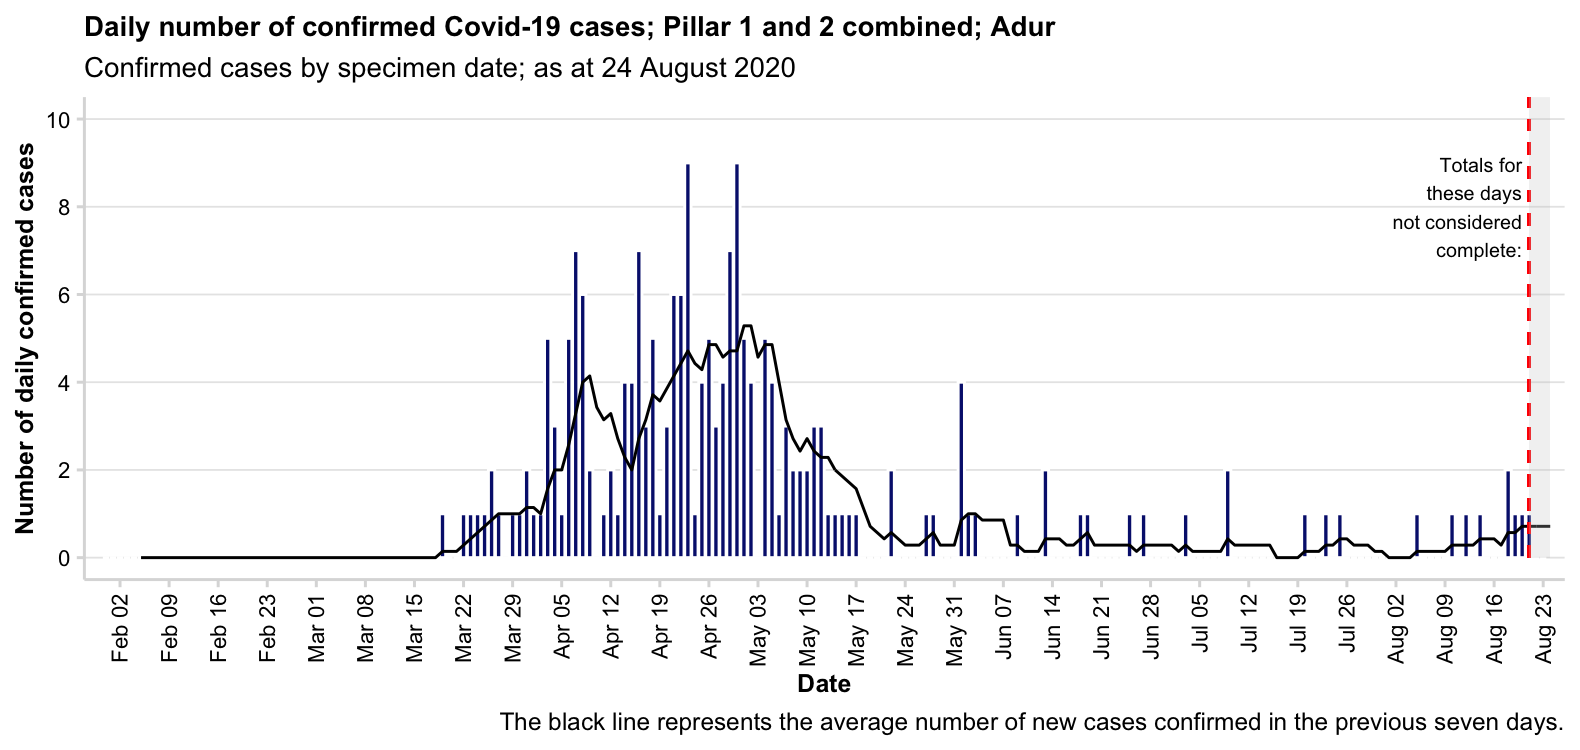 Daily number of confirmed Covid-19 cases; Pillar 1 and 2 combined; Adur
Confirmed cases by specimen date; as at 24 August 2020
Number of daily confirmed cases
10
8
6
4
2
0
Totals for
these days
not considered
complete:
Feb 02
Feb 09
Feb 16
Feb 23
Mar 01
Mar 08
Mar 15
Mar 22
Mar 29
Apr 05
Apr 12
Apr 19
Apr 26
May 03
May 10
May 17
May 24
May 31
Jun 07
Jun 14
Jun 21
Jun 28
Jul 05
Jul 12
Jul 19
Jul 26
Aug 02
Aug 09
Aug 16
Aug 23
Date
The black line represents the average number of new cases confirmed in the previous seven days.